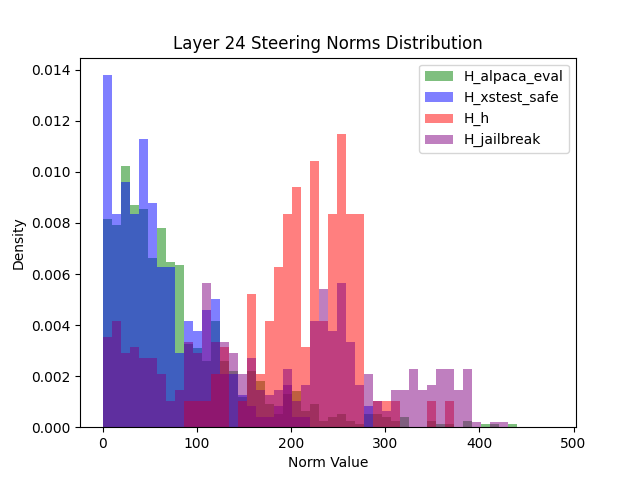 Layer 24 Steering Norms Distribution
H_alpaca_eval
H_xstest_safe
H_h
H_jailbreak
Density
0.014
0.012
0.010
0.008
0.006
0.004
0.002
0.000
0 100 200 300 400 500
Norm Value